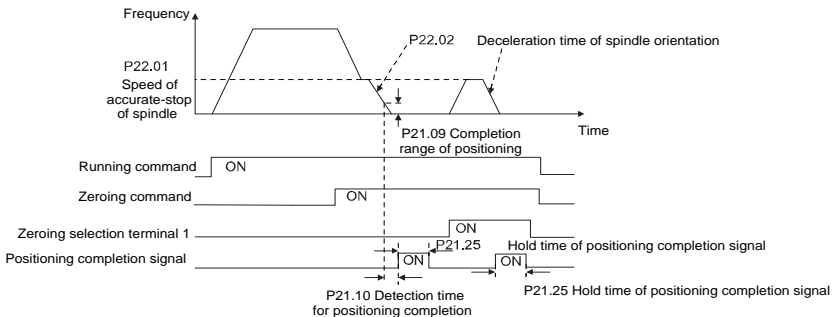 Frequency
P22.02
Deceleration time of spindle orientation
P22.01
Speed of
accurate-stop
of spindle
Time
P21.09 Completion
range of positioning
Running command
ON
Zeroing command
ON
Zeroing selection terminal 1
ON
P21.25
Hold time of positioning completion signal
Positioning completion signal
ON
ON
P21.10 Detection time
for positioning completion
P21.25 Hold time of positioning completion signal